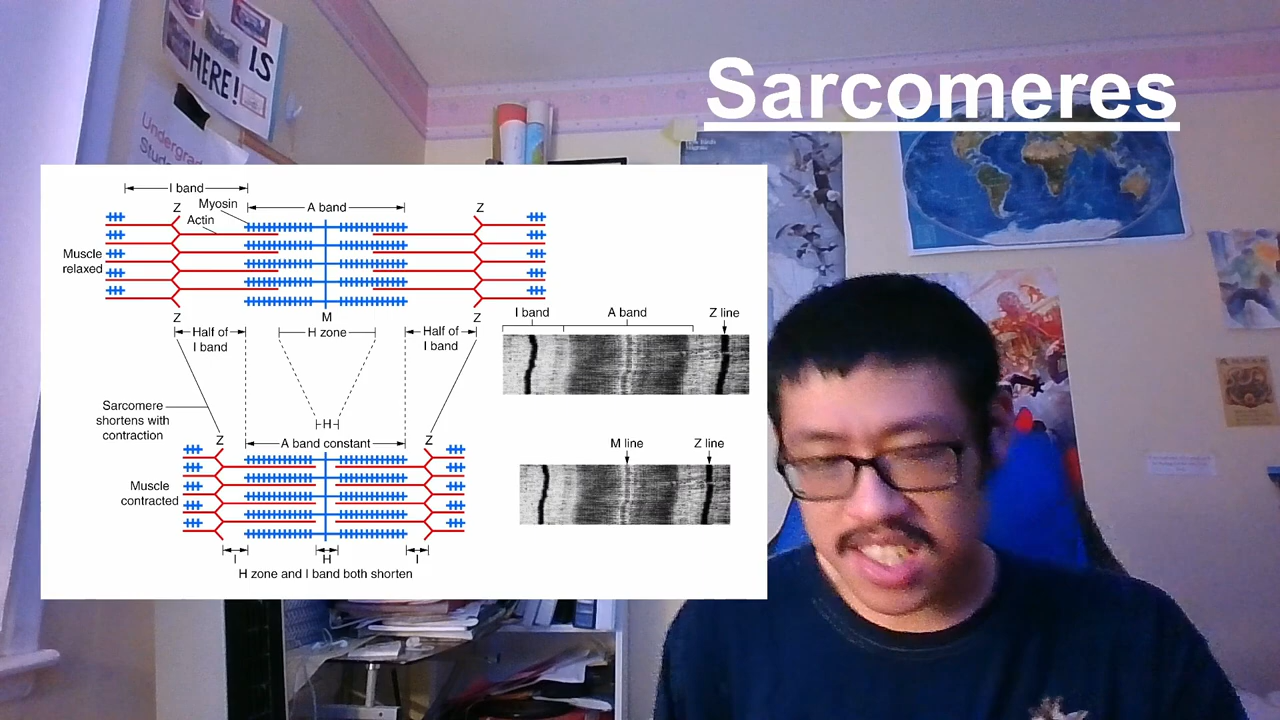 IS
HERE!
Undergrad
Sarcomeres
I band
Myosin
A band
Z
Actin
Z
Muscle
relaxed
Z
M
Z
Half of
I band
H zone
Half of
I band
I band
A band
Z line
Sarcomere
shortens with
contraction
H
Z
A band constant
Z
M line
Z line
Muscle
contracted
I
H
I
H zone and I band both shorten